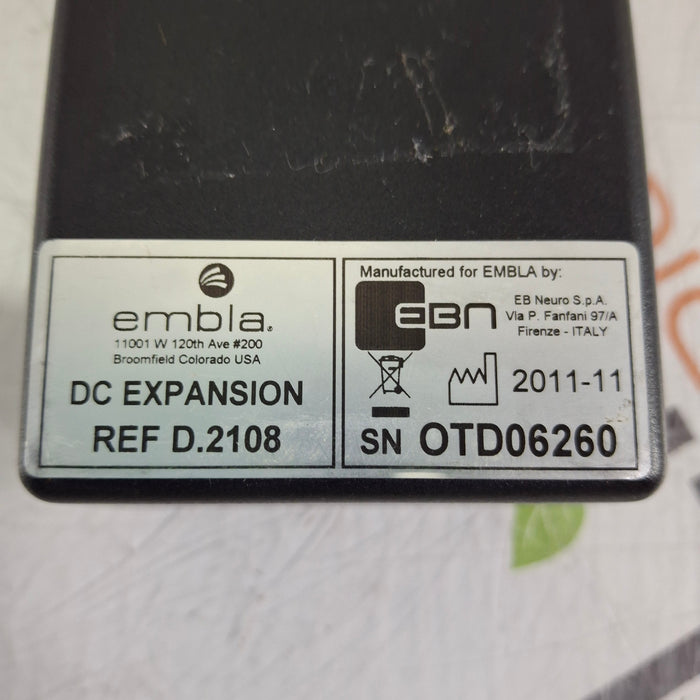 embla®
11001 W 120th Ave #200
Broomfield Colorado USA
DC EXPANSION
REF D.2108
Manufactured for EMBLA by:
EBN
EB Neuro S.p.A.
Via P. Fanfani 97/A
Firenze - ITALY
2011-11
SN OTD06260